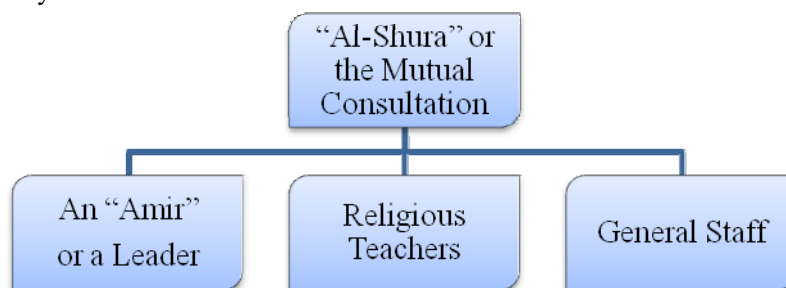 “Al-Shura” or
the Mutual
Consultation
An “Amir”
or a Leader
Religious
Teachers
General Staff